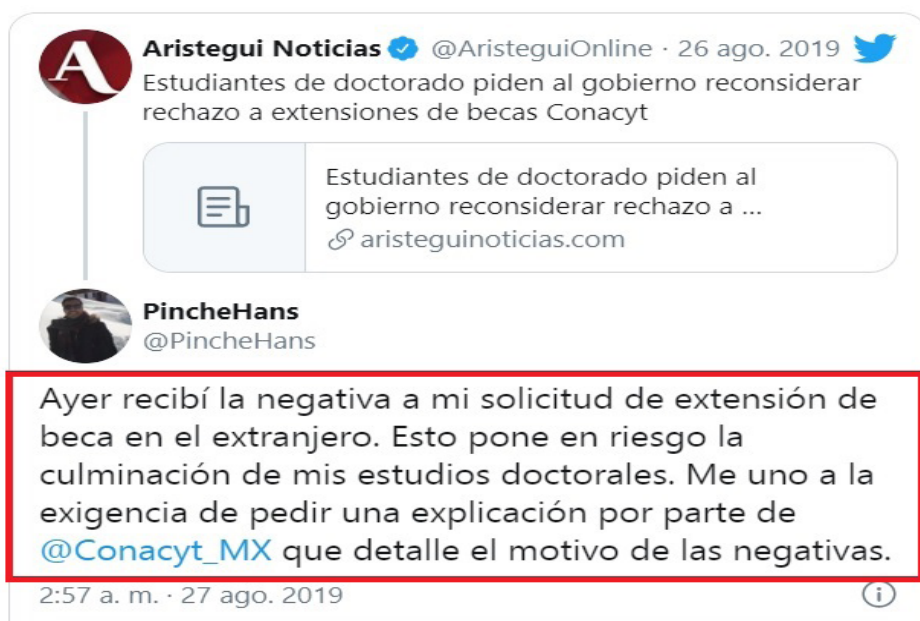 Aristegui Noticias @AristeguiOnline · 26 ago. 2019
Estudiantes de doctorado piden al gobierno reconsiderar
rechazo a extensiones de becas Conacyt
Estudiantes de doctorado piden al
gobierno reconsiderar rechazo a ...
aristeguinoticias.com
PincheHans
@PincheHans
Ayer recibí la negativa a mi solicitud de extensión de
beca en el extranjero. Esto pone en riesgo la
culminación de mis estudios doctorales. Me uno a la
exigencia de pedir una explicación por parte de
@Conacyt_MX que detalle el motivo de las negativas.
2:57 a. m. · 27 ago. 2019